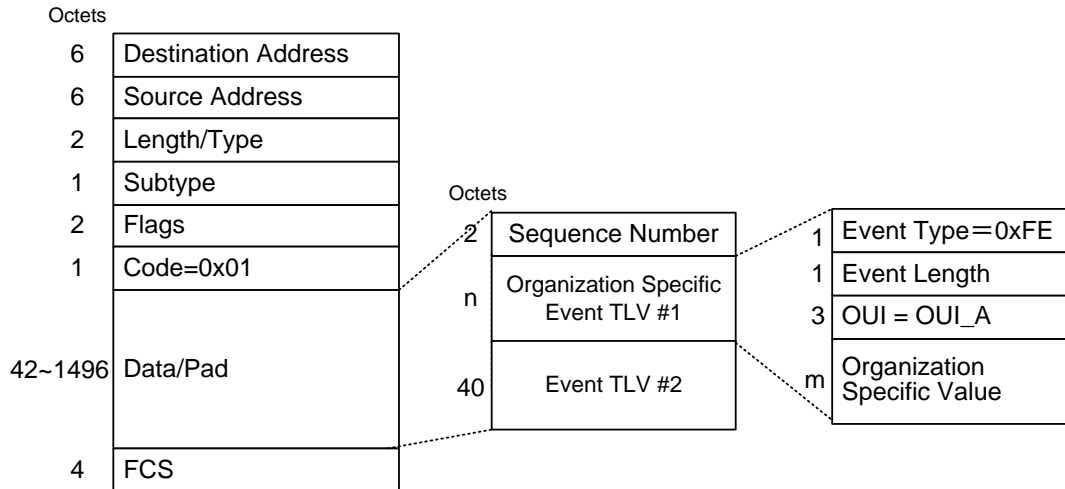 Octets
6 Destination Address
6 Source Address
2 Length/Type
1 Subtype
2 Flags
1 Code=0x01
42~1496 Data/Pad
4 FCS
Octets
2 Sequence Number
n Organization Specific
Event TLV #1
40 Event TLV #2
1 Event Type＝0xFE
1 Event Length
3 OUI = OUI_A
m Organization
Specific Value